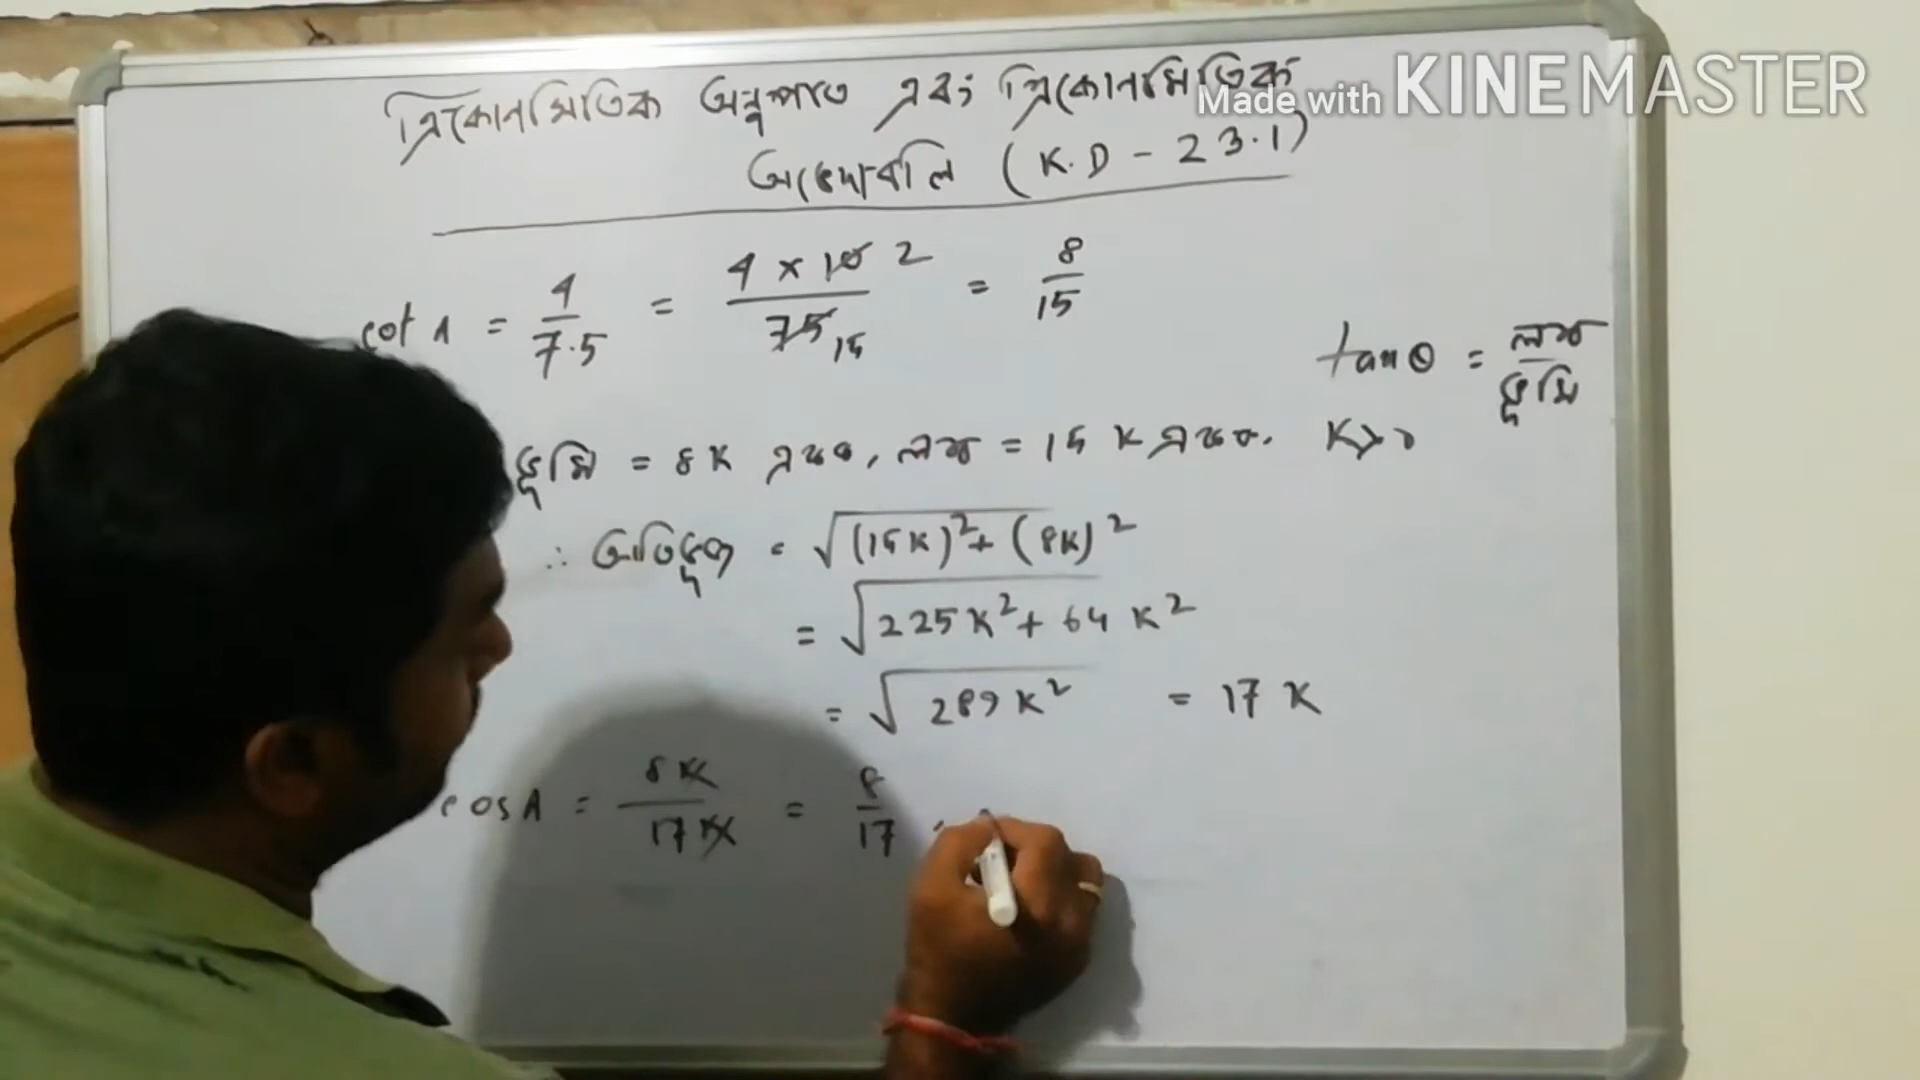 ত্রিকোনমিতিক অনুপাত এবং ত্রিকোনমিতিক
Made with KINEMASTER
অভেদাবলি (K.D - 23.1)
cot A = 4/7.5 = 4 × 10 2/75 15 = 8/15
tan θ = লম্ব/ভূমি
ভূমি = 8K একক, লম্ব = 15 K একক. K>0
∴ অতিভুজ = √(15K)² + (8K)²
= √225K² + 64 K²
= √289K² = 17 K
cos A = 8K/17K = 8/17,